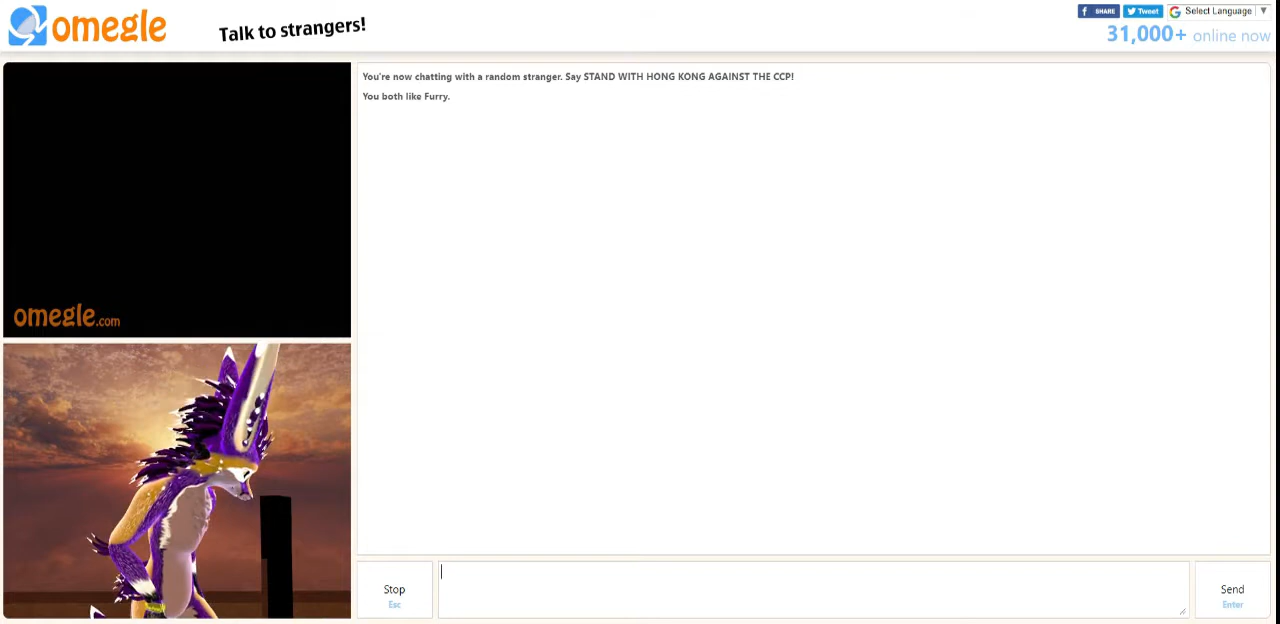 omegle
Talk to strangers!
SHARE
Tweet
Select Language ▼
31,000+ online now
You're now chatting with a random stranger. Say STAND WITH HONG KONG AGAINST THE CCP!
You both like Furry.
omegle.com
Stop
Esc
Send
Enter